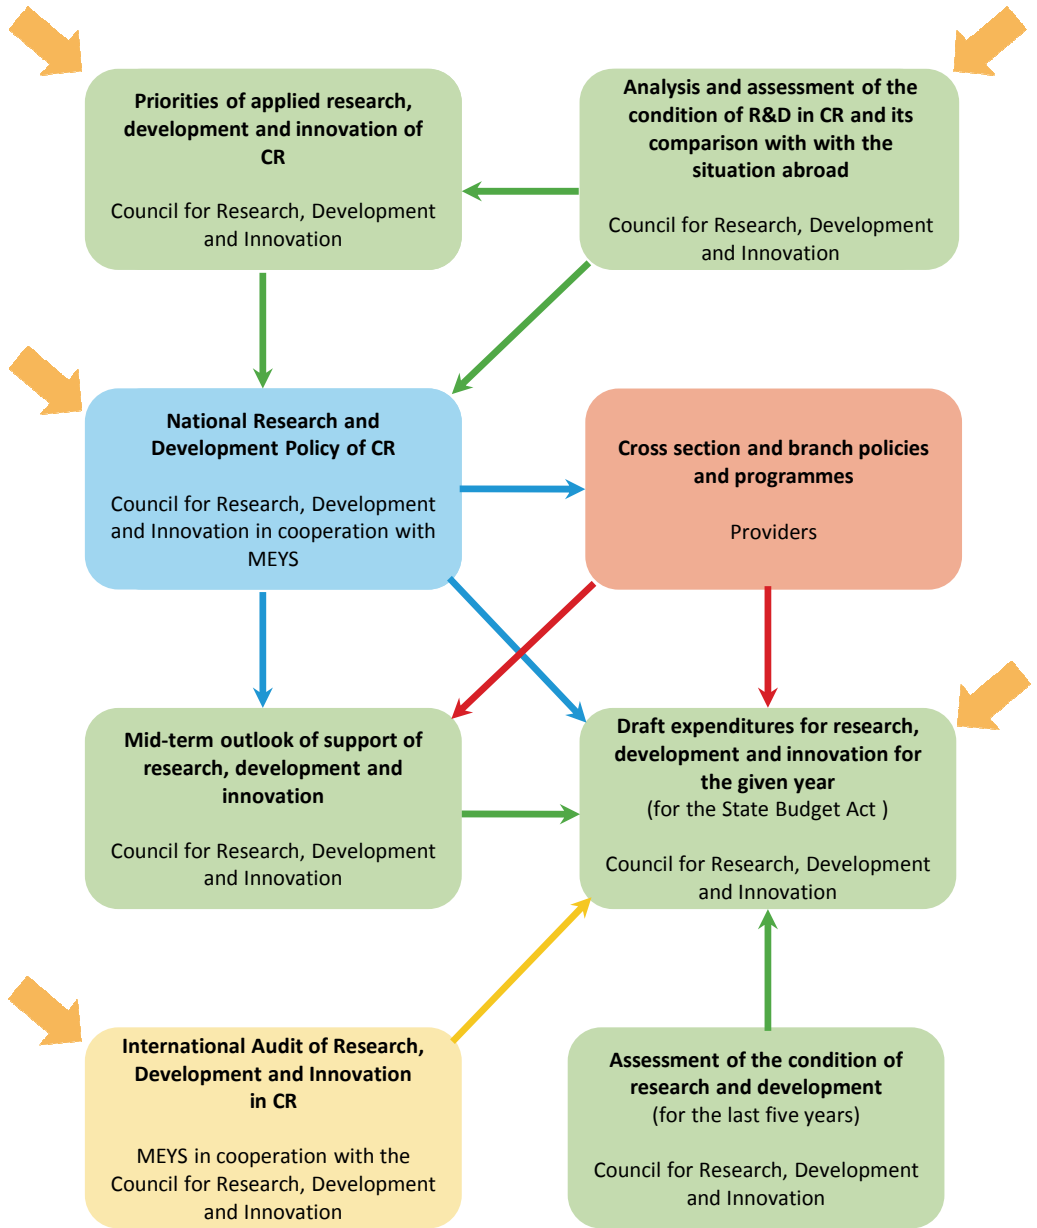 Priorities of applied research,
development and innovation of
CR
Council for Research, Development
and Innovation
Analysis and assessment of the
condition of R&D in CR and its
comparison with with the
situation abroad
Council for Research, Development
and Innovation
National Research and
Development Policy of CR
Council for Research, Development
and Innovation in cooperation with
MEYS
Cross section and branch policies
and programmes
Providers
Mid-term outlook of support of
research, development and
innovation
Council for Research, Development
and Innovation
Draft expenditures for research,
development and innovation for
the given year
(for the State Budget Act )
Council for Research, Development
and Innovation
International Audit of Research,
Development and Innovation
in CR
MEYS in cooperation with the
Council for Research, Development
and Innovation
Assessment of the condition of
research and development
(for the last five years)
Council for Research, Development
and Innovation